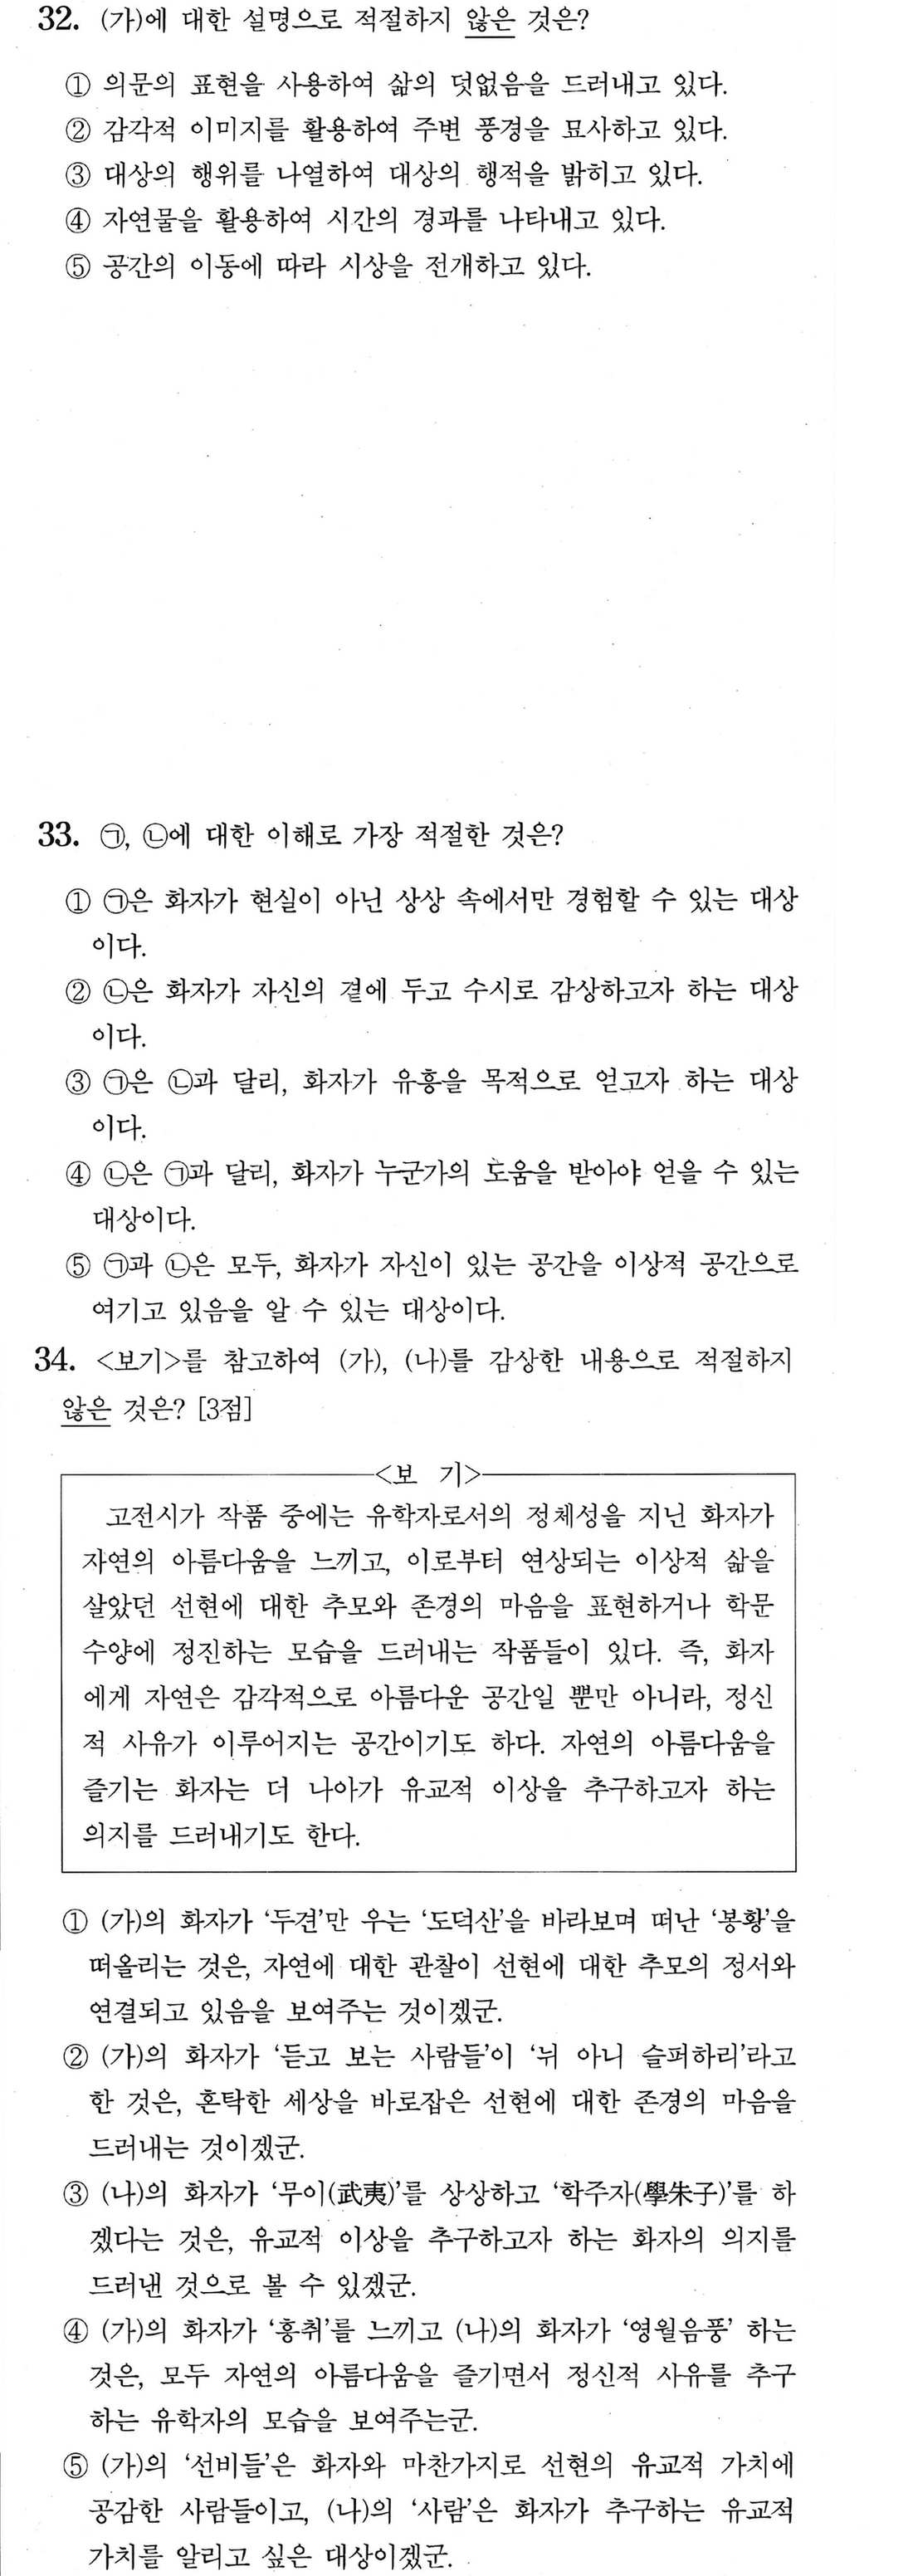 32. (가)에 대한 설명으로 적절하지 않은 것은?
① 의문의 표현을 사용하여 삶의 덧없음을 드러내고 있다.
② 감각적 이미지를 활용하여 주변 풍경을 묘사하고 있다.
③ 대상의 행위를 나열하여 대상의 행적을 밝히고 있다.
④ 자연물을 활용하여 시간의 경과를 나타내고 있다.
⑤ 공간의 이동에 따라 시상을 전개하고 있다.
33. ㉠, ㉡에 대한 이해로 가장 적절한 것은?
① ㉠은 화자가 현실이 아닌 상상 속에서만 경험할 수 있는 대상
이다.
② ㉡은 화자가 자신의 곁에 두고 수시로 감상하고자 하는 대상
이다.
③ ㉠은 ㉡과 달리, 화자가 유흥을 목적으로 얻고자 하는 대상
이다.
④ ㉡은 ㉠과 달리, 화자가 누군가의 도움을 받아야 얻을 수 있는
대상이다.
⑤ ㉠과 ㉡은 모두, 화자가 자신이 있는 공간을 이상적 공간으로
여기고 있음을 알 수 있는 대상이다.
34. <보기>를 참고하여 (가), (나)를 감상한 내용으로 적절하지
않은 것은? [3점]
<보 기>
고전시가 작품 중에는 유학자로서의 정체성을 지닌 화자가
자연의 아름다움을 느끼고, 이로부터 연상되는 이상적 삶을
살았던 선현에 대한 추모와 존경의 마음을 표현하거나 학문
수양에 정진하는 모습을 드러내는 작품들이 있다. 즉, 화자
에게 자연은 감각적으로 아름다운 공간일 뿐만 아니라, 정신
적 사유가 이루어지는 공간이기도 하다. 자연의 아름다움을
즐기는 화자는 더 나아가 유교적 이상을 추구하고자 하는
의지를 드러내기도 한다.
① (가)의 화자가 ‘두견’만 우는 ‘도덕산’을 바라보며 떠난 ‘봉황’을
떠올리는 것은, 자연에 대한 관찰이 선현에 대한 추모의 정서와
연결되고 있음을 보여주는 것이겠군.
② (가)의 화자가 ‘듣고 보는 사람들’이 ‘뉘 아니 슬퍼하리’라고
한 것은, 혼탁한 세상을 바로잡은 선현에 대한 존경의 마음을
드러내는 것이겠군.
③ (나)의 화자가 ‘무이(武夷)’를 상상하고 ‘학주자(學朱子)’를 하
겠다는 것은, 유교적 이상을 추구하고자 하는 화자의 의지를
드러낸 것으로 볼 수 있겠군.
④ (가)의 화자가 ‘흥취’를 느끼고 (나)의 화자가 ‘영월음풍’ 하는
것은, 모두 자연의 아름다움을 즐기면서 정신적 사유를 추구
하는 유학자의 모습을 보여주는군.
⑤ (가)의 ‘선비들’은 화자와 마찬가지로 선현의 유교적 가치에
공감한 사람들이고, (나)의 ‘사람’은 화자가 추구하는 유교적
가치를 알리고 싶은 대상이겠군.